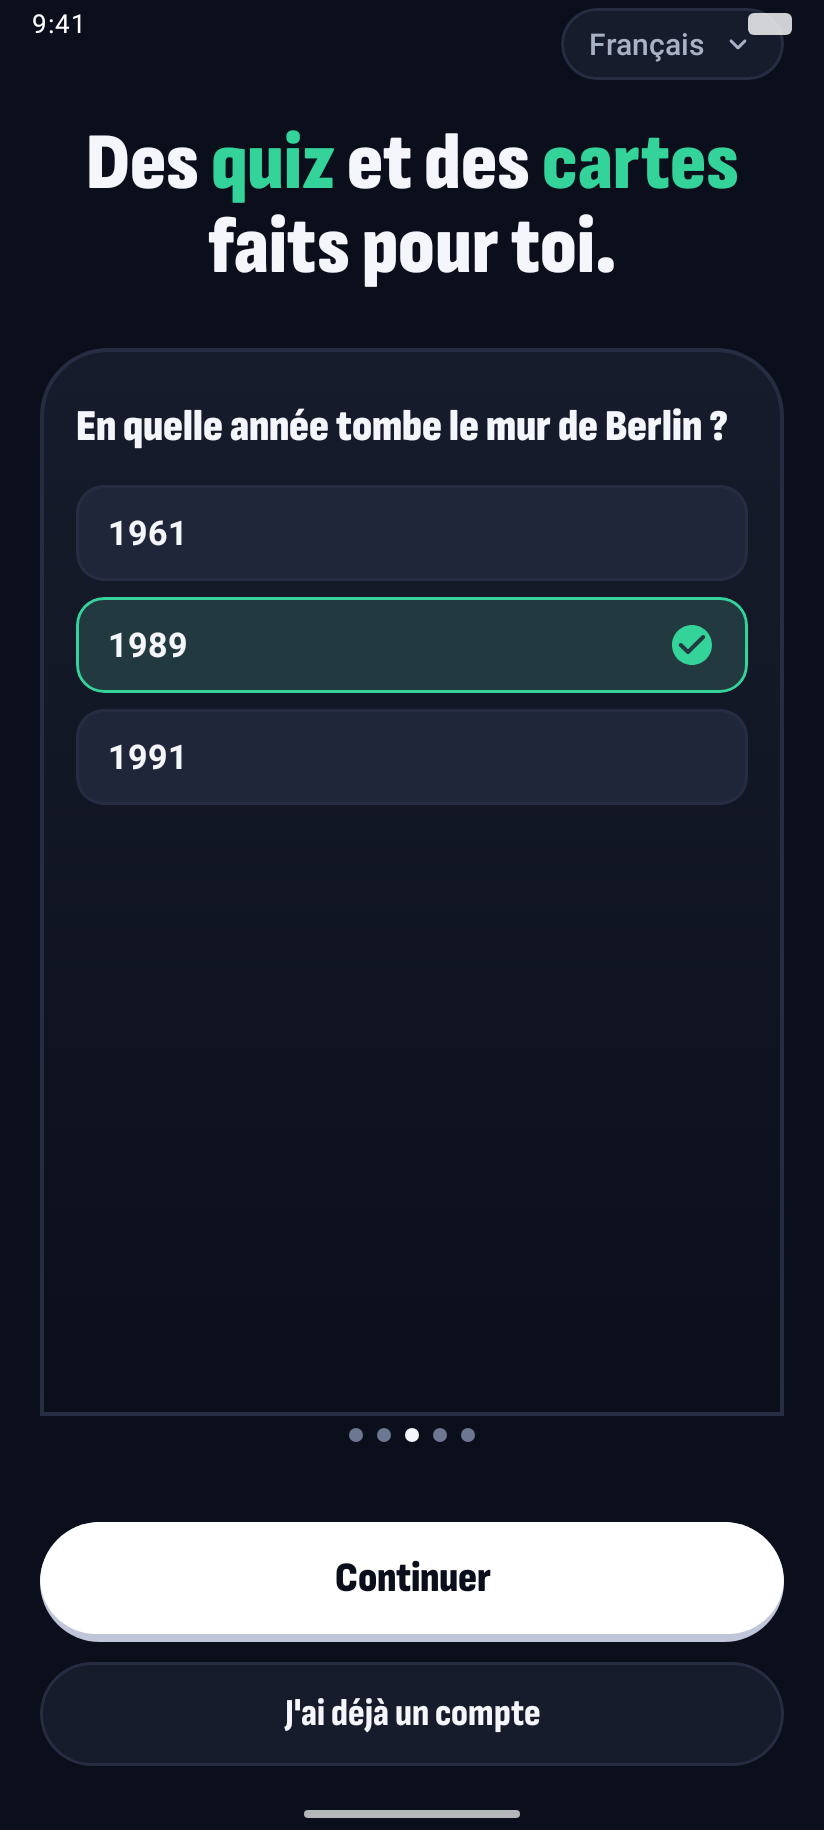 9:41
Français
Des quiz et des cartes
faits pour toi.
En quelle année tombe le mur de Berlin ?
1961
1989
1991
Continuer
J'ai déjà un compte